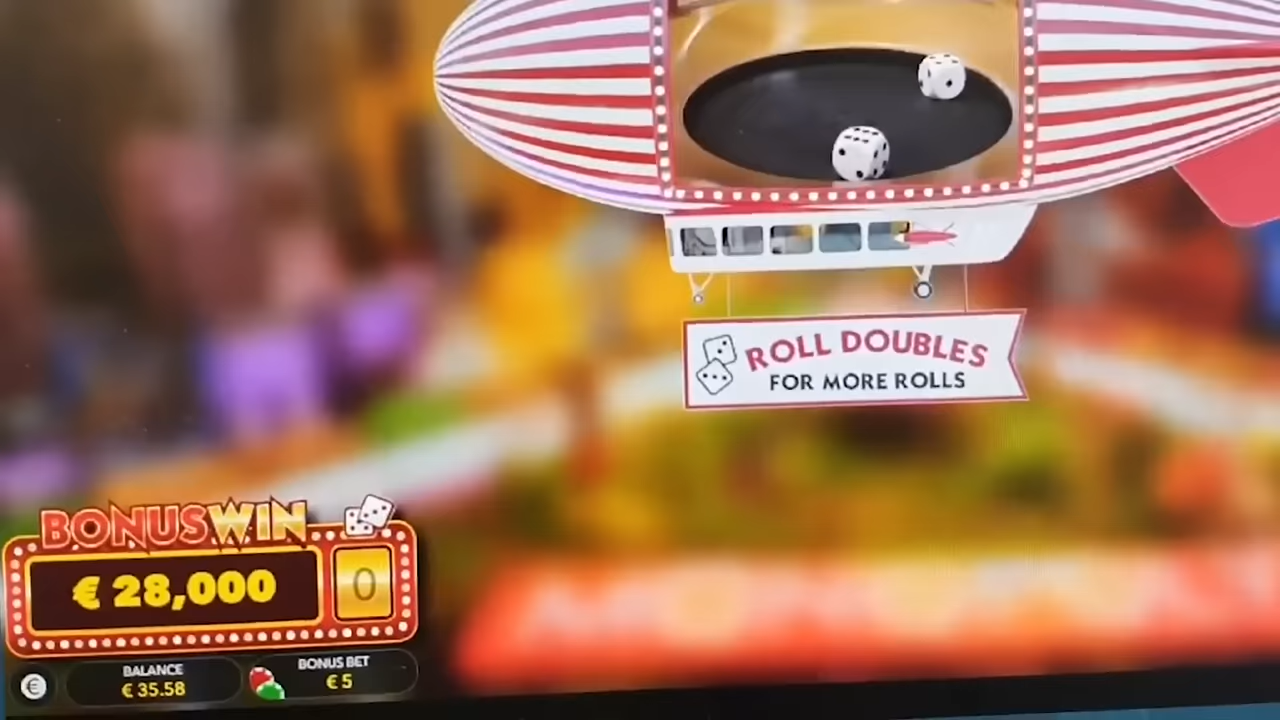 ROLL DOUBLES
FOR MORE ROLLS
BONUSWIN
€ 28,000
0
BALANCE
€ 35.58
BONUS BET
€ 5
€